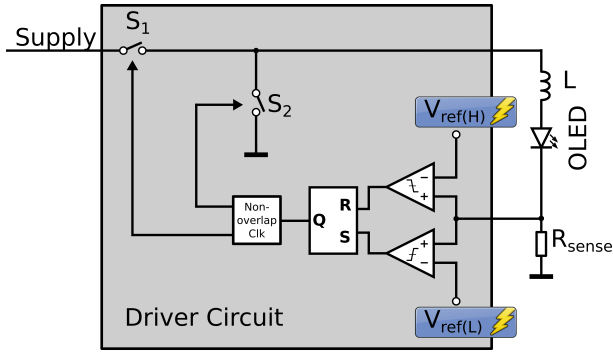 Supply
S1
S2
L
OLED
Vref(H)
−
+
Non-
overlap
Clk
Q
R
S
+
−
Rsense
Vref(L)
Driver Circuit